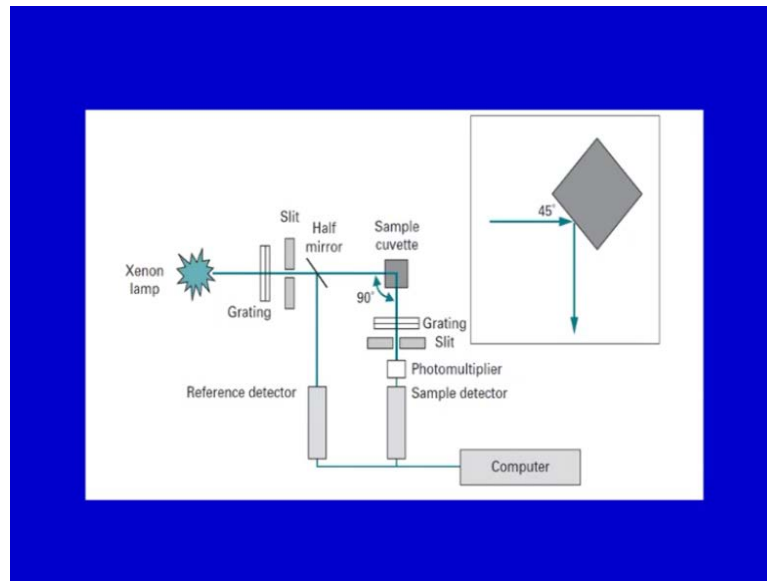 Slit
Half
mirror
Sample
cuvette
45°
Xenon
lamp
Grating
90°
Grating
Slit
Photomultiplier
Reference detector
Sample detector
Computer